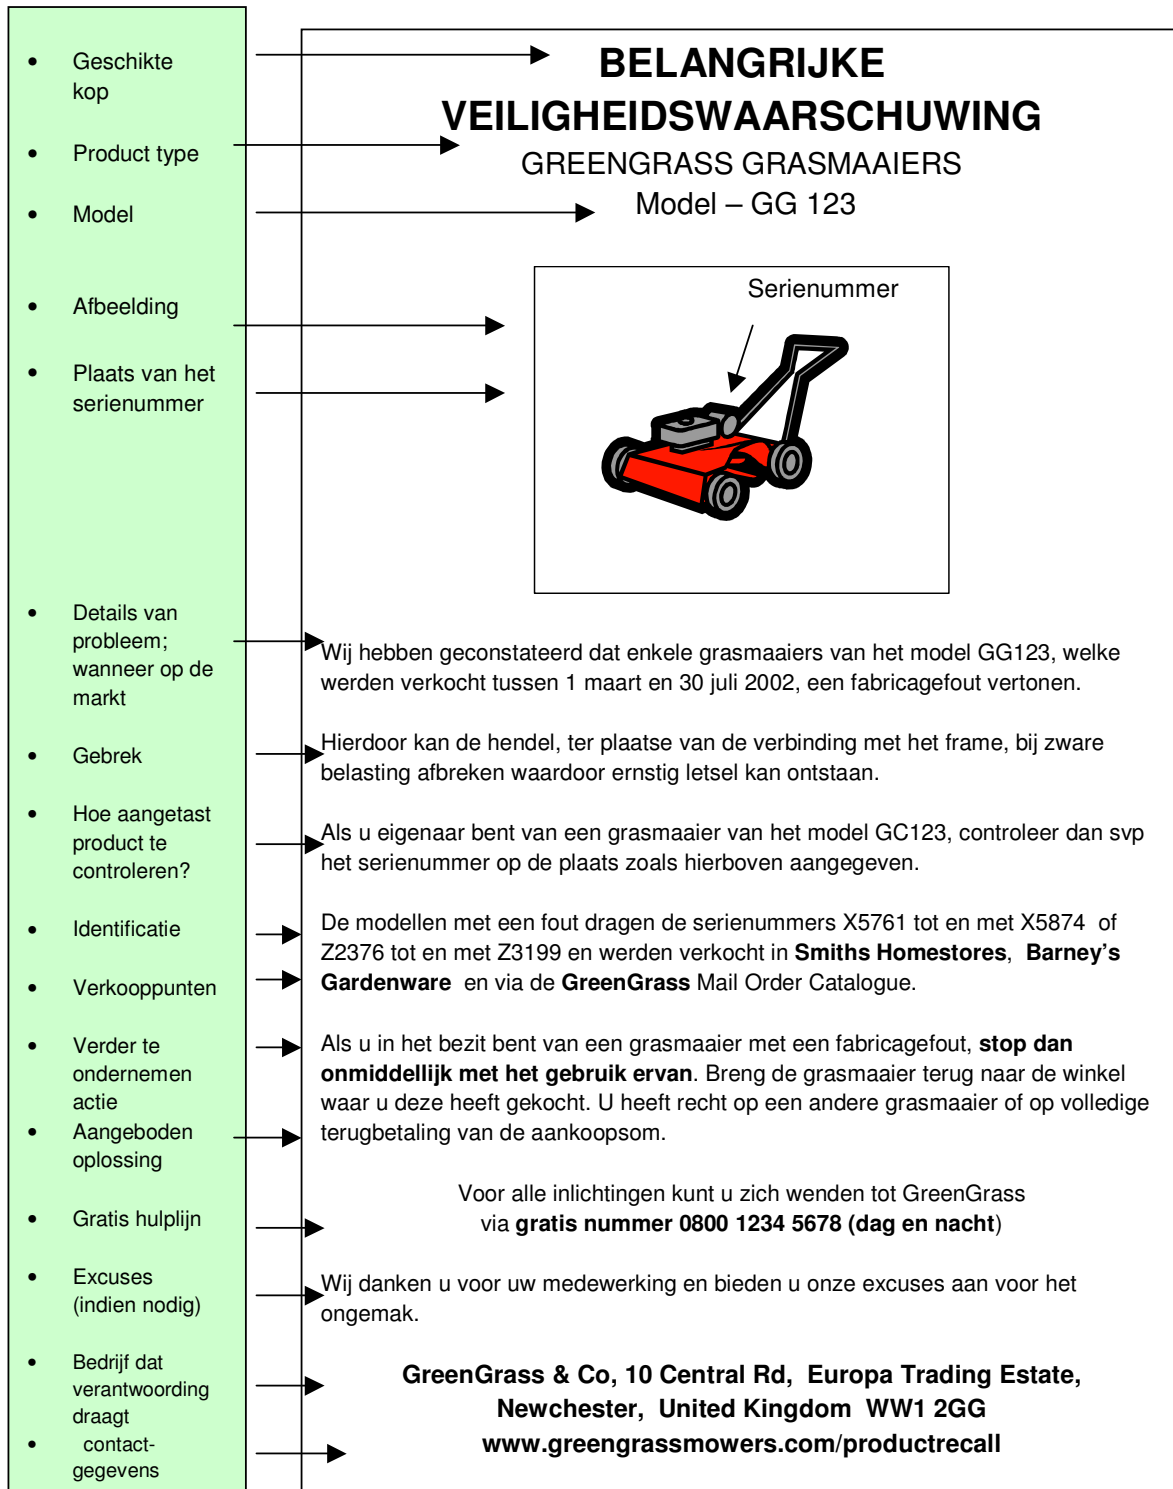 • Geschikte
kop
• Product type
• Model
• Afbeelding
• Plaats van het
serienummer
• Details van
probleem;
wanneer op de
markt
• Gebrek
• Hoe aangetast
product te
controleren?
• Identificatie
• Verkooppunten
• Verder te
ondernemen
actie
• Aangeboden
oplossing
• Gratis hulplijn
• Excuses
(indien nodig)
• Bedrijf dat
verantwoording
draagt
• contact-
gegevens
BELANGRIJKE
VEILIGHEIDSWAARSCHUWING
GREENGRASS GRASMAAIERS
Model – GG 123
Serienummer
Wij hebben geconstateerd dat enkele grasmaaiers van het model GG123, welke
werden verkocht tussen 1 maart en 30 juli 2002, een fabricagefout vertonen.
Hierdoor kan de hendel, ter plaatse van de verbinding met het frame, bij zware
belasting afbreken waardoor ernstig letsel kan ontstaan.
Als u eigenaar bent van een grasmaaier van het model GC123, controleer dan svp
het serienummer op de plaats zoals hierboven aangegeven.
De modellen met een fout dragen de serienummers X5761 tot en met X5874 of
Z2376 tot en met Z3199 en werden verkocht in Smiths Homestores, Barney's
Gardenware en via de GreenGrass Mail Order Catalogue.
Als u in het bezit bent van een grasmaaier met een fabricagefout, stop dan
onmiddellijk met het gebruik ervan. Breng de grasmaaier terug naar de winkel
waar u deze heeft gekocht. U heeft recht op een andere grasmaaier of op volledige
terugbetaling van de aankoopsom.
Voor alle inlichtingen kunt u zich wenden tot GreenGrass
via gratis nummer 0800 1234 5678 (dag en nacht)
Wij danken u voor uw medewerking en bieden u onze excuses aan voor het
ongemak.
GreenGrass & Co, 10 Central Rd, Europa Trading Estate,
Newchester, United Kingdom WW1 2GG
www.greengrassmowers.com/productrecall